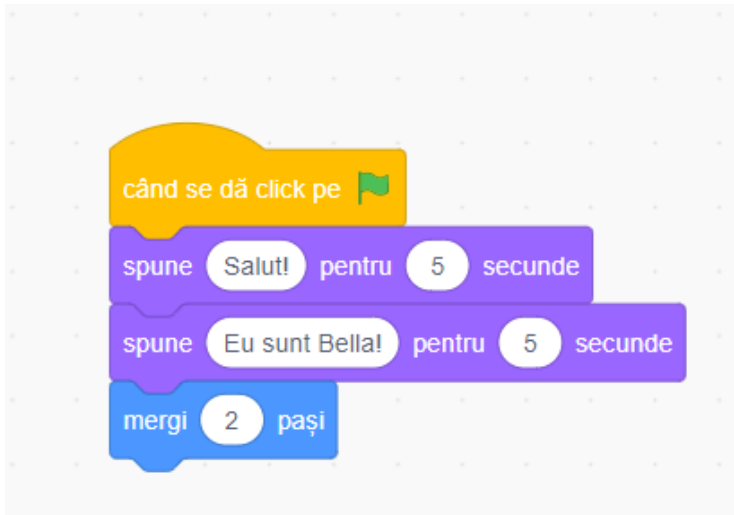 când se dă click pe
spune Salut! pentru 5 secunde
spune Eu sunt Bella! pentru 5 secunde
mergi 2 pași